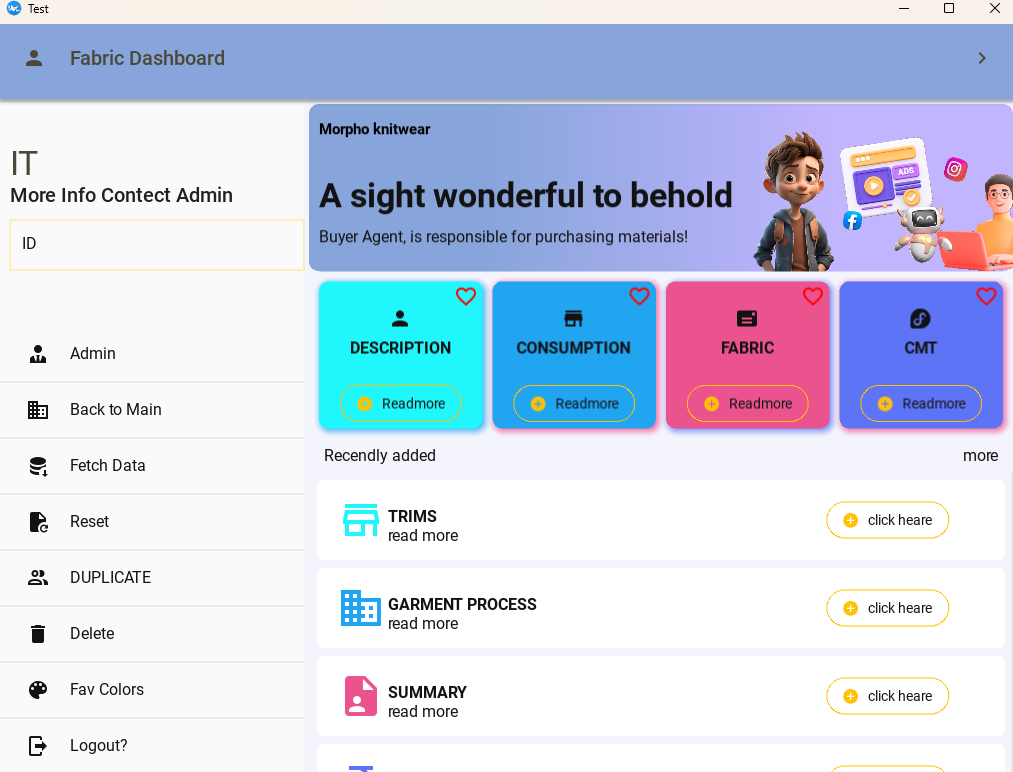 Test
Fabric Dashboard
IT
More Info Contect Admin
ID
Admin
Back to Main
Fetch Data
Reset
DUPLICATE
Delete
Fav Colors
Logout?
Morpho knitwear
A sight wonderful to behold
Buyer Agent, is responsible for purchasing materials!
ADS
DESCRIPTION
Readmore
CONSUMPTION
Readmore
FABRIC
Readmore
CMT
Readmore
Recendly added
more
TRIMS
read more
click heare
GARMENT PROCESS
read more
click heare
SUMMARY
read more
click heare